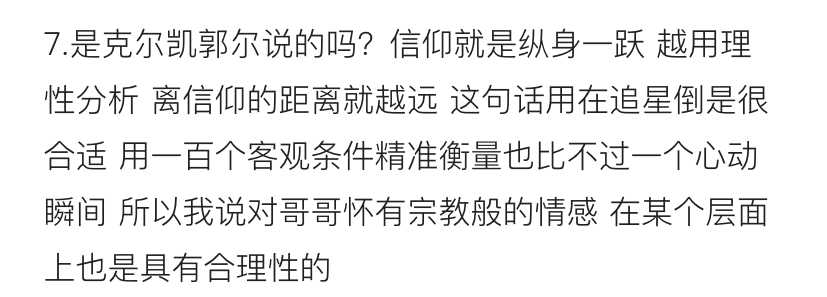 7.是克尔凯郭尔说的吗？信仰就是纵身一跃 越用理
性分析 离信仰的距离就越远 这句话用在追星倒是很
合适 用一百个客观条件精准衡量也比不过一个心动
瞬间 所以我说对哥哥怀有宗教般的情感 在某个层面
上也是具有合理性的